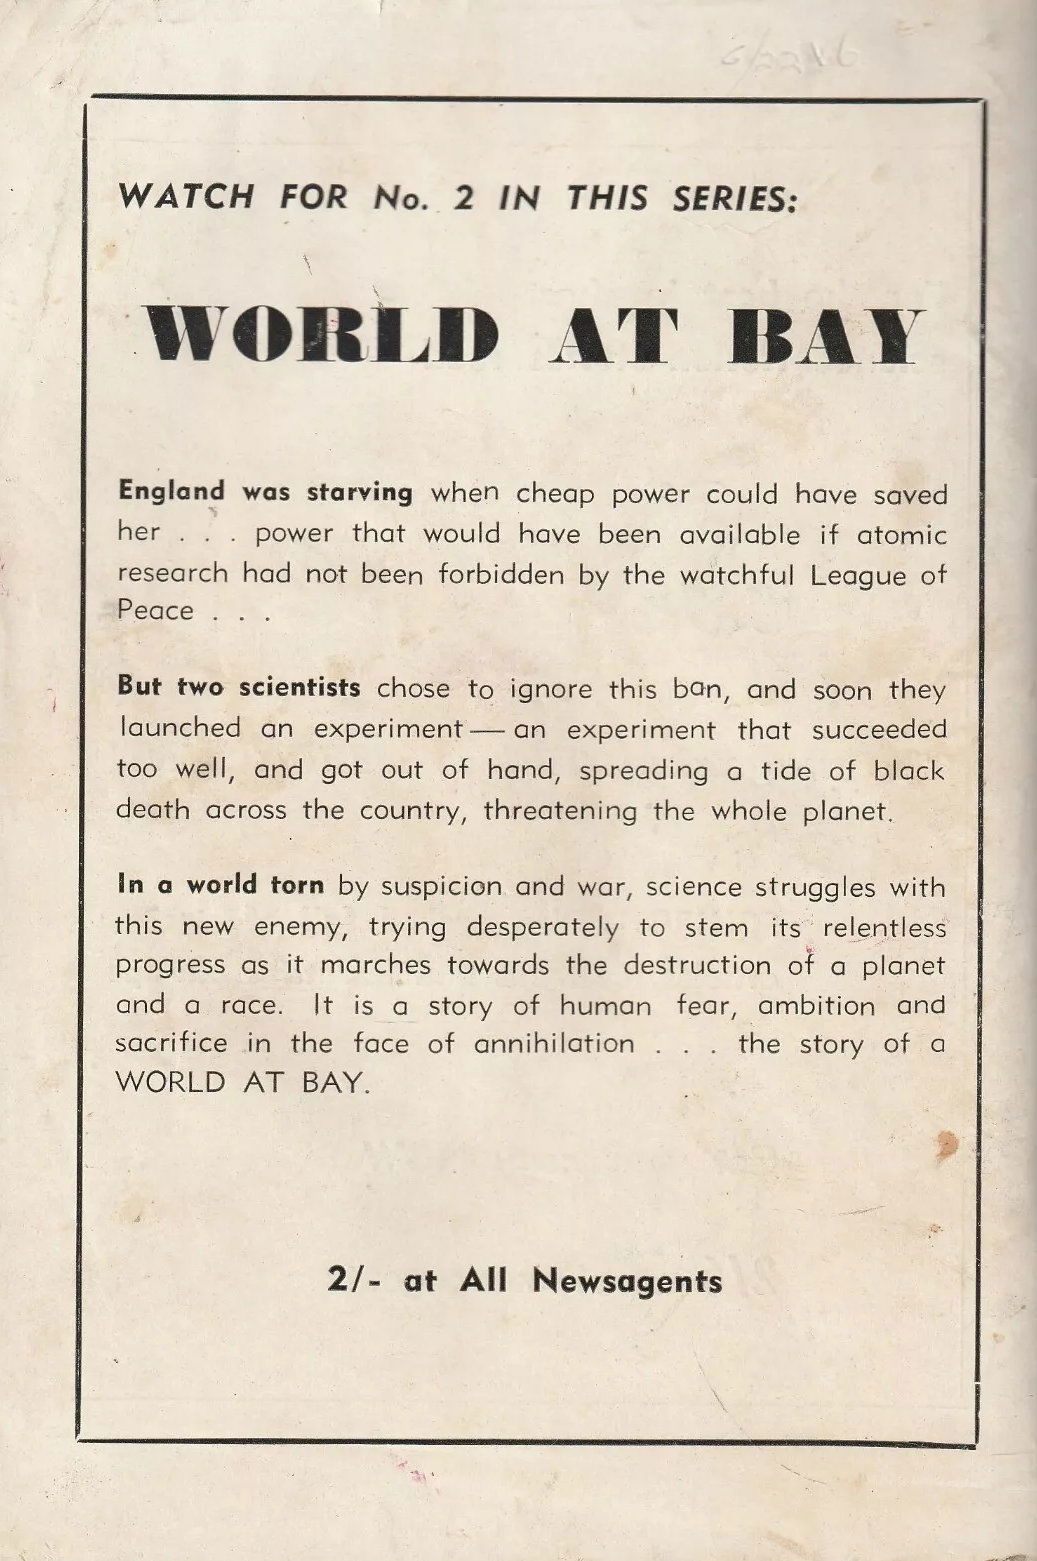 WATCH FOR No. 2 IN THIS SERIES:
WORLD AT BAY
England was starving when cheap power could have saved
her . . . power that would have been available if atomic
research had not been forbidden by the watchful League of
Peace . . .
But two scientists chose to ignore this ban, and soon they
launched an experiment — an experiment that succeeded
too well, and got out of hand, spreading a tide of black
death across the country, threatening the whole planet.
In a world torn by suspicion and war, science struggles with
this new enemy, trying desperately to stem its relentless
progress as it marches towards the destruction of a planet
and a race. It is a story of human fear, ambition and
sacrifice in the face of annihilation . . . the story of a
WORLD AT BAY.
2/- at All Newsagents